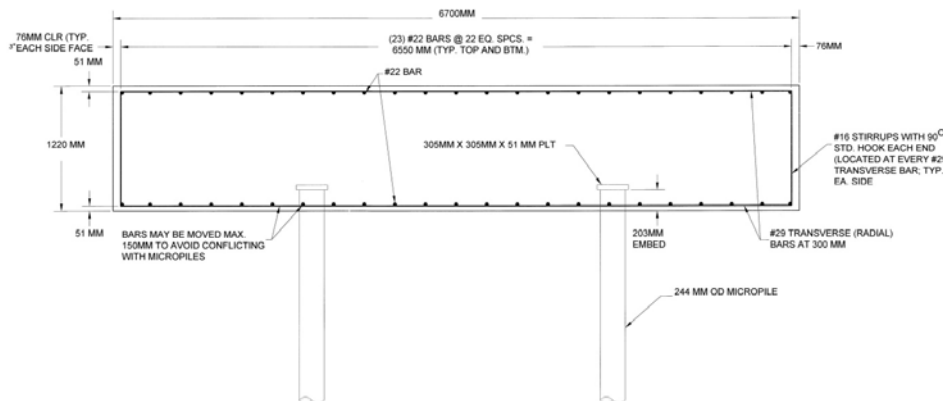 6700MM
76MM CLR (TYP.
3"EACH SIDE FACE
(23) #22 BARS @ 22 EQ. SPCS. =
6550 MM (TYP. TOP AND BTM.)
76MM
51 MM
#22 BAR
1220 MM
305MM X 305MM X 51 MM PLT
#16 STIRRUPS WITH 90O
STD. HOOK EACH END
(LOCATED AT EVERY #29
TRANSVERSE BAR; TYP.
EA. SIDE
51 MM
BARS MAY BE MOVED MAX.
150MM TO AVOID CONFLICTING
WITH MICROPILES
203MM
EMBED
#29 TRANSVERSE (RADIAL)
BARS AT 300 MM
244 MM OD MICROPILE